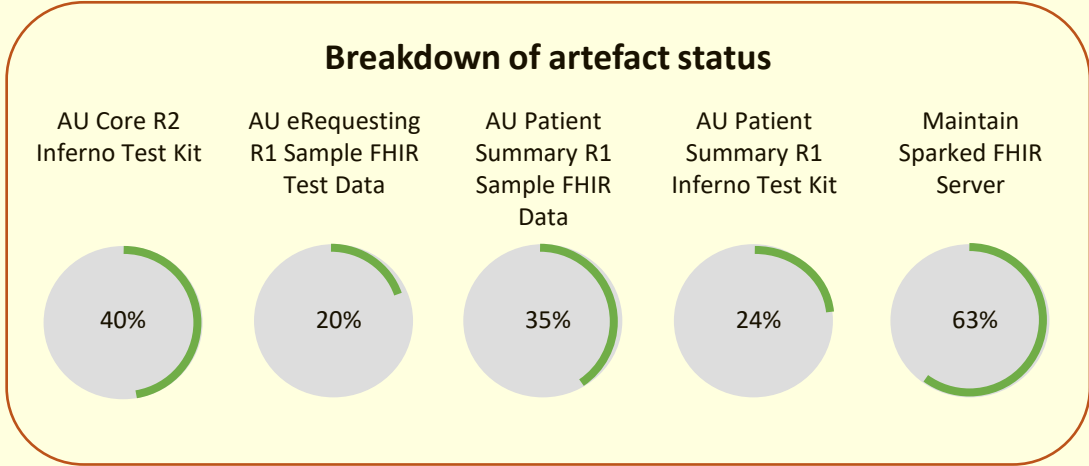 Breakdown of artefact status
AU Core R2
Inferno Test Kit
AU eRequesting
R1 Sample FHIR
Test Data
AU Patient
Summary R1
Sample FHIR
Data
AU Patient
Summary R1
Inferno Test Kit
Maintain
Sparked FHIR
Server
40%
20%
35%
24%
63%